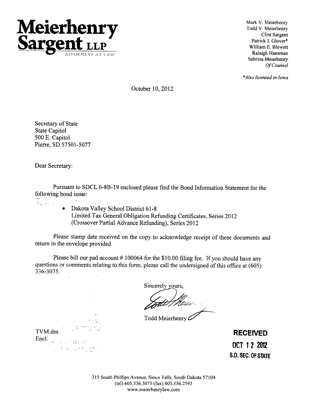 Meierhenry
Sargent LLP
ATTORNEYS AT LAW
Mark V. Meierhenry
Todd V. Meierhenry
Clint Sargent
Patrick J. Glover*
William E. Blewett
Raleigh Hansman
Sabrina Meierhenry
Of Counsel
*Also licensed in Iowa
October 10, 2012
Secretary of State
State Capitol
500 E. Capitol
Pierre, SD 57501-5077
Dear Secretary:
Pursuant to SDCL 6-8B-19 enclosed please find the Bond Information Statement for the
following bond issue:
• Dakota Valley School District 61-8
Limited Tax General Obligation Refunding Certificates, Series 2012
(Crossover Partial Advance Refunding), Series 2012
Please stamp date received on the copy to acknowledge receipt of these documents and
return in the envelope provided.
Please bill our pad account # 100064 for the $10.00 filing fee. If you should have any
questions or comments relating to this form, please call the undersigned of this office at (605)
336-3075.
Sincerely yours,
Todd Meierhenry
TVM:dm
Encl.
RECEIVED
OCT 12 2012
S.D. SEC. OF STATE
315 South Phillips Avenue, Sioux Falls, South Dakota 57104
(tel) 605.336.3075 (fax) 605.336.2593
www.meierhenrylaw.com